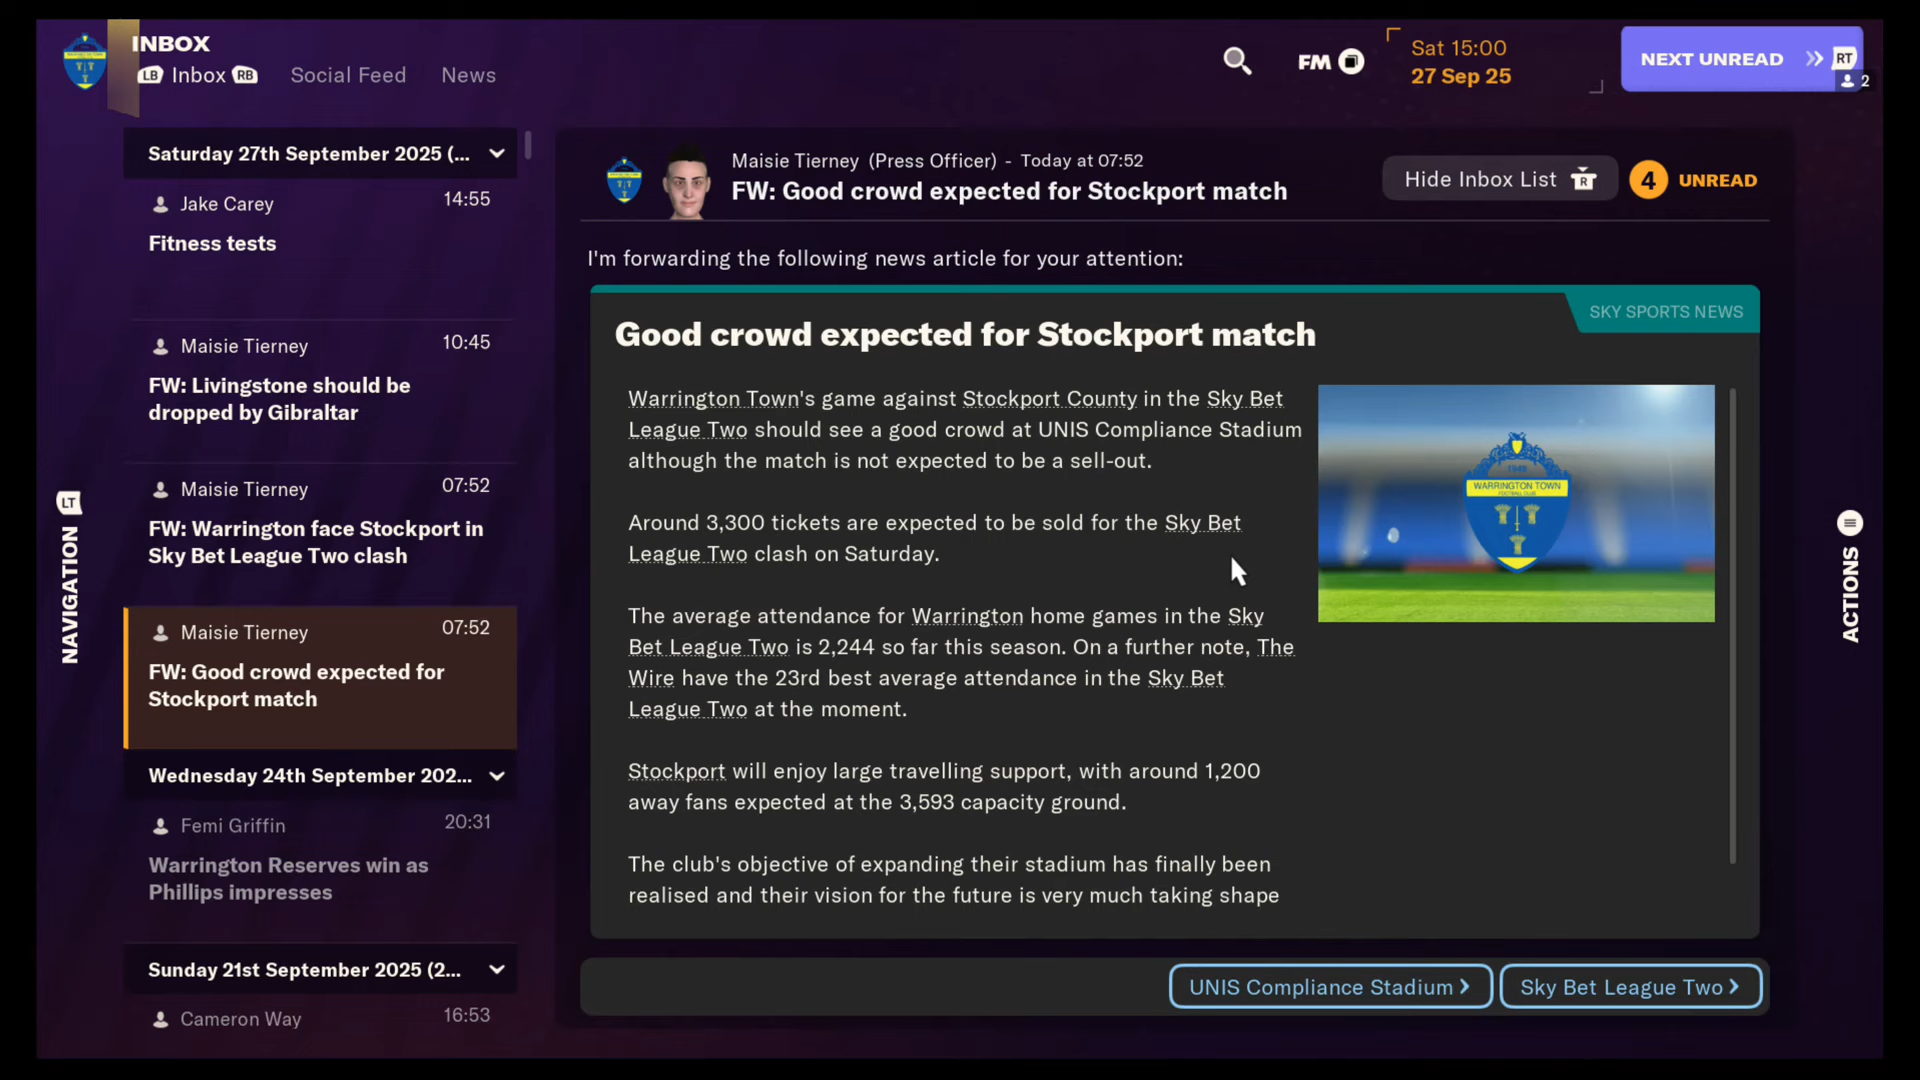 INBOX
LB Inbox RB Social Feed News
FM
Sat 15:00
27 Sep 25
NEXT UNREAD RT
2
Saturday 27th September 2025 (...
Jake Carey 14:55
Fitness tests
Maisie Tierney 10:45
FW: Livingstone should be
dropped by Gibraltar
Maisie Tierney 07:52
FW: Warrington face Stockport in
Sky Bet League Two clash
Maisie Tierney 07:52
FW: Good crowd expected for
Stockport match
Wednesday 24th September 202...
Femi Griffin 20:31
Warrington Reserves win as
Phillips impresses
Sunday 21st September 2025 (2...
Cameron Way 16:53
LT
NAVIGATION
Maisie Tierney (Press Officer) - Today at 07:52
FW: Good crowd expected for Stockport match
Hide Inbox List R
4 UNREAD
I'm forwarding the following news article for your attention:
SKY SPORTS NEWS
Good crowd expected for Stockport match
Warrington Town's game against Stockport County in the Sky Bet
League Two should see a good crowd at UNIS Compliance Stadium
although the match is not expected to be a sell-out.
Around 3,300 tickets are expected to be sold for the Sky Bet
League Two clash on Saturday.
The average attendance for Warrington home games in the Sky
Bet League Two is 2,244 so far this season. On a further note, The
Wire have the 23rd best average attendance in the Sky Bet
League Two at the moment.
Stockport will enjoy large travelling support, with around 1,200
away fans expected at the 3,593 capacity ground.
The club's objective of expanding their stadium has finally been
realised and their vision for the future is very much taking shape
1949
WARRINGTON TOWN
FOOTBALL CLUB
UNIS Compliance Stadium
Sky Bet League Two
ACTIONS